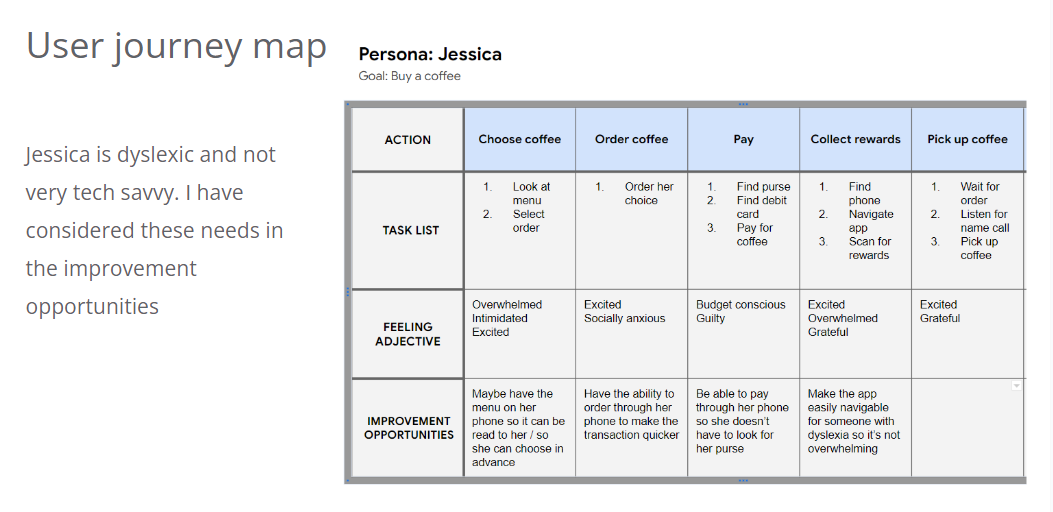 User journey map
Jessica is dyslexic and not
very tech savvy. I have
considered these needs in
the improvement
opportunities
Persona: Jessica
Goal: Buy a coffee
ACTION
Choose coffee
Order coffee
Pay
Collect rewards
Pick up coffee
TASK LIST
1. Look at
menu
2. Select
order
1. Order her
choice
1. Find purse
2. Find debit
card
3. Pay for
coffee
1. Find
phone
2. Navigate
app
3. Scan for
rewards
1. Wait for
order
2. Listen for
name call
3. Pick up
coffee
FEELING
ADJECTIVE
Overwhelmed
Intimidated
Excited
Excited
Socially anxious
Budget conscious
Guilty
Excited
Overwhelmed
Grateful
Excited
Grateful
IMPROVEMENT
OPPORTUNITIES
Maybe have the
menu on her
phone so it can be
read to her / so
she can choose in
advance
Have the ability to
order through her
phone to make the
transaction quicker
Be able to pay
through her phone
so she doesn't
have to look for
her purse
Make the app
easily navigable
for someone with
dyslexia so it's not
overwhelming